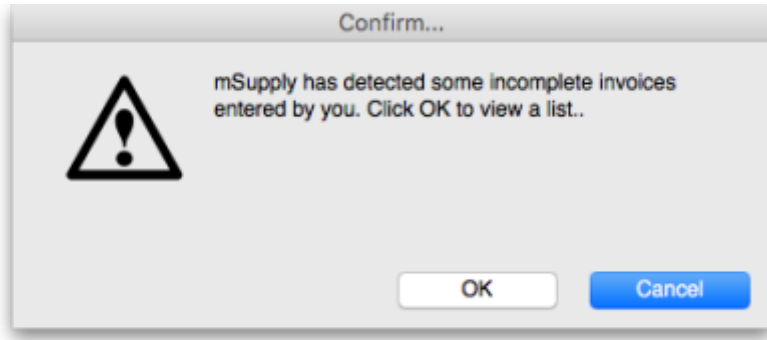 Confirm...
mSupply has detected some incomplete invoices
entered by you. Click OK to view a list..
OK
Cancel